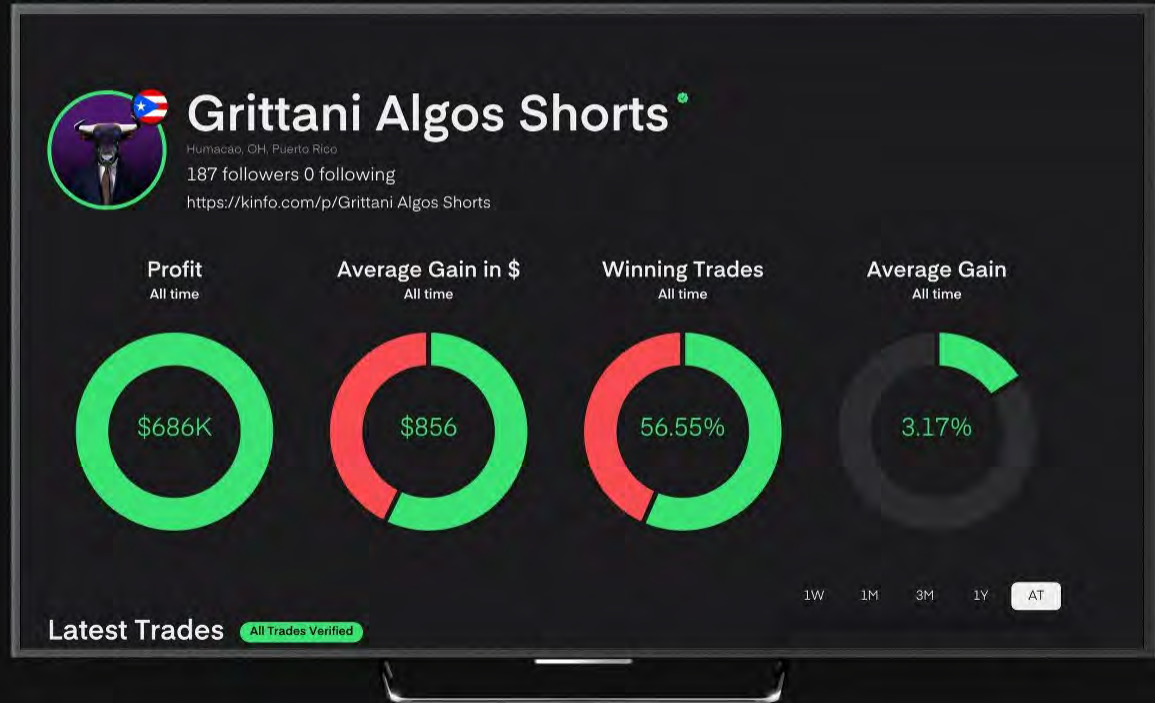 Grittani Algos Shorts
Humacao, OH, Puerto Rico
187 followers 0 following
https://kinfo.com/p/Grittani Algos Shorts
Profit
All time
$686K
Average Gain in $
All time
$856
Winning Trades
All time
56.55%
Average Gain
All time
3.17%
1W 1M 3M 1Y AT
Latest Trades All Trades Verified